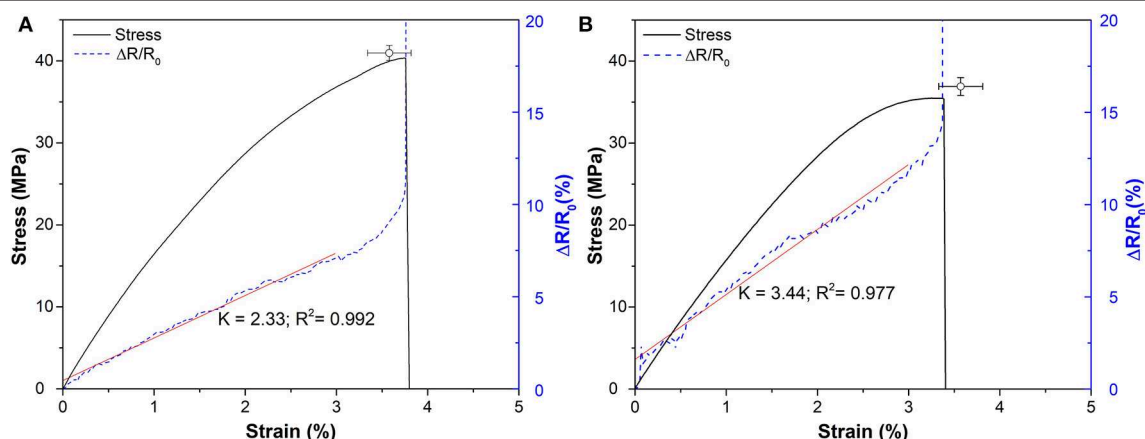 A
Stress
ΔR/R0
K = 2.33; R2= 0.992
Stress (MPa)
0
10
20
30
40
ΔR/R0(%)
0
5
10
15
20
0 1 2 3 4 5
Strain (%)
B
Stress
ΔR/R0
K = 3.44; R2= 0.977
Stress (MPa)
0
10
20
30
40
ΔR/R0(%)
0
5
10
15
20
0 1 2 3 4 5
Strain (%)